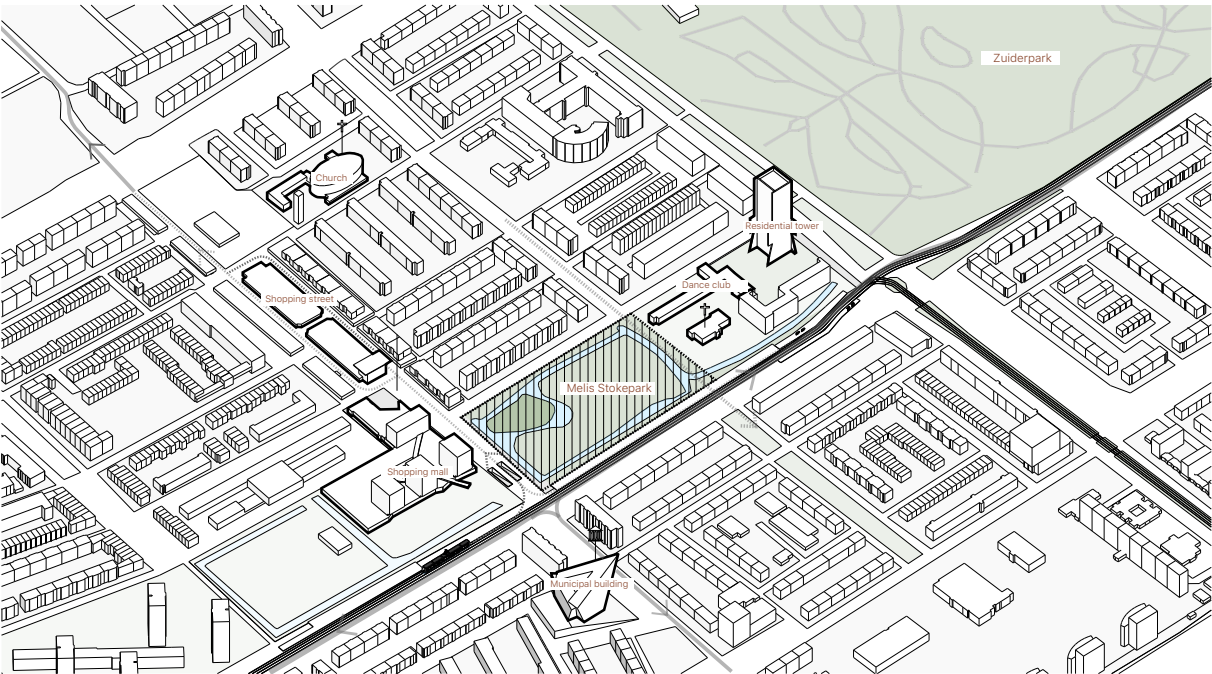 Zuiderpark
Church
Residential tower
Dance club
Shopping street
Melis Stokepark
Shopping mall
Municipal building